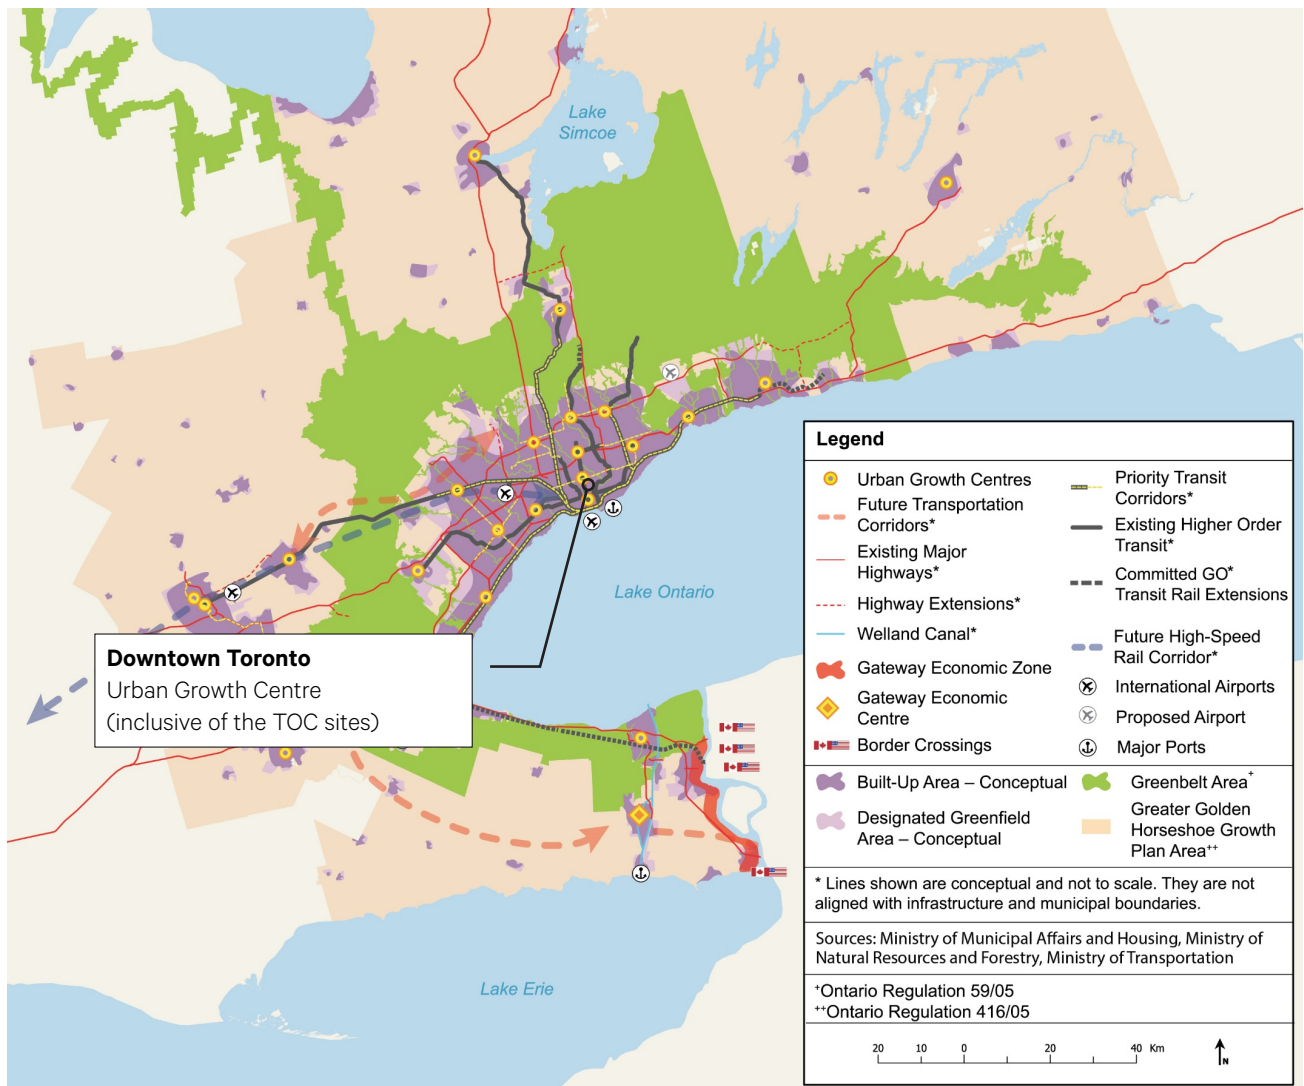 Lake
Simcoe
Lake Ontario
Downtown Toronto
Urban Growth Centre
(inclusive of the TOC sites)
Lake Erie
Legend
Urban Growth Centres
Future Transportation
Corridors*
Existing Major
Highways*
Highway Extensions*
Welland Canal*
Gateway Economic Zone
Gateway Economic
Centre
Border Crossings
Priority Transit
Corridors*
Existing Higher Order
Transit*
Committed GO*
Transit Rail Extensions
Future High-Speed
Rail Corridor*
International Airports
Proposed Airport
Major Ports
Built-Up Area – Conceptual
Designated Greenfield
Area – Conceptual
Greenbelt Area+
Greater Golden
Horseshoe Growth
Plan Area++
* Lines shown are conceptual and not to scale. They are not
aligned with infrastructure and municipal boundaries.
Sources: Ministry of Municipal Affairs and Housing, Ministry of
Natural Resources and Forestry, Ministry of Transportation
+Ontario Regulation 59/05
++Ontario Regulation 416/05
20 10 0 20 40 Km
N